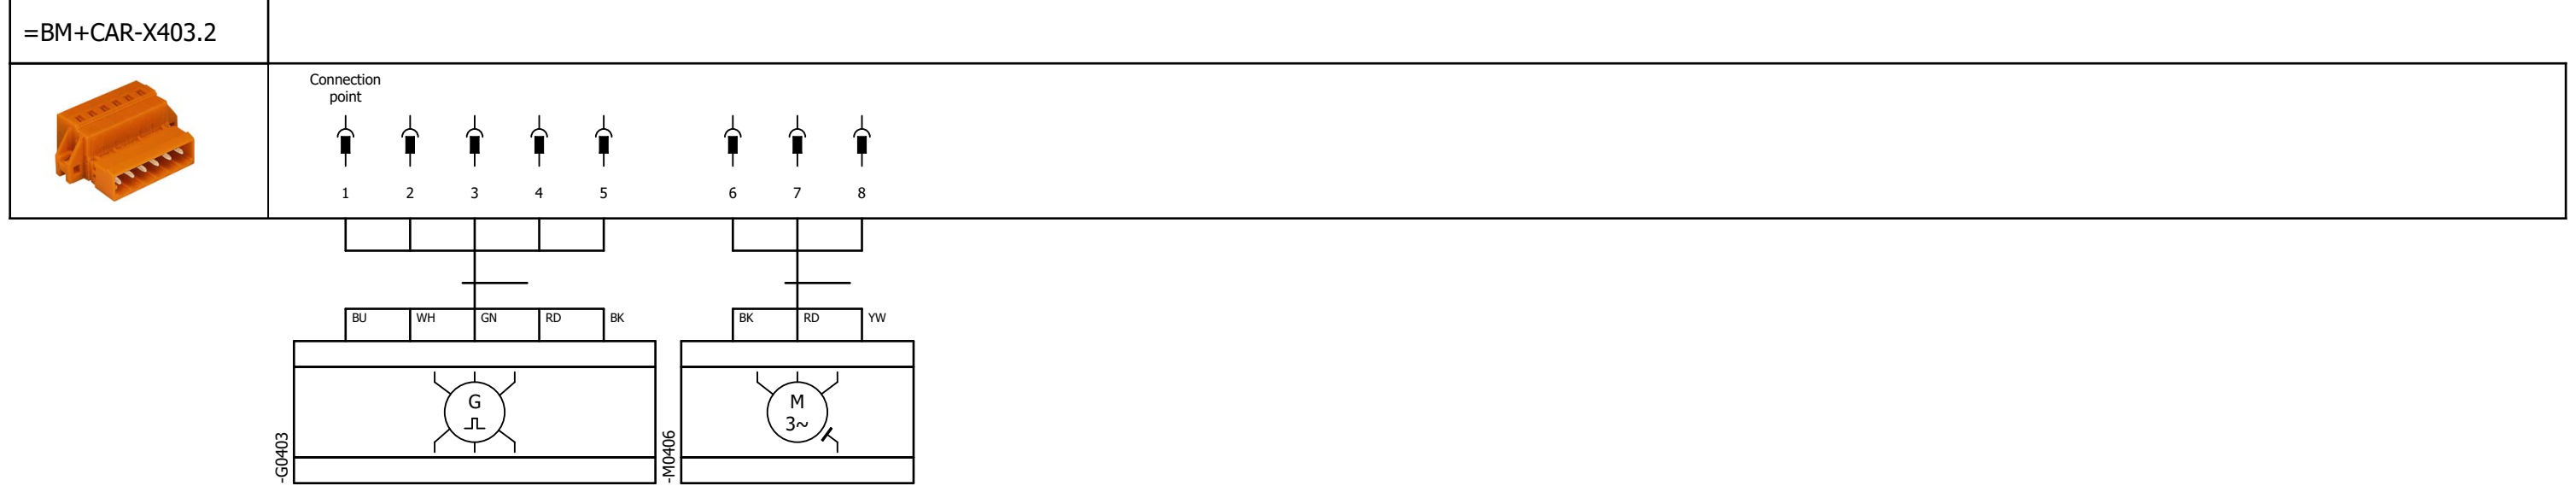 =BM+CAR-X403.2
Connection
point
1 2 3 4 5 6 7 8
BU WH GN RD BK BK RD YW
G M
3~
-G0403 -M0406